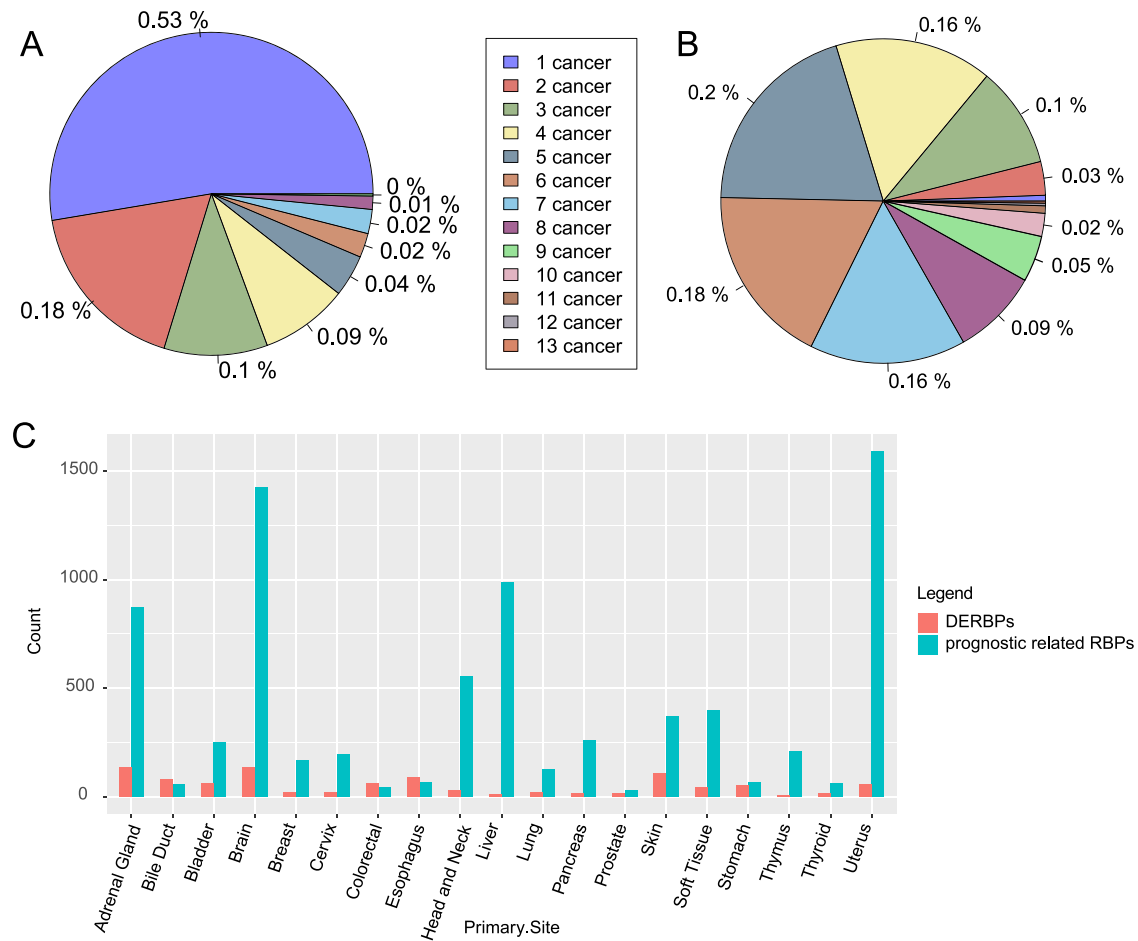 A
0.53 %
0 %
0.01 %
0.02 %
0.02 %
0.04 %
0.09 %
0.1 %
0.18 %
1 cancer
2 cancer
3 cancer
4 cancer
5 cancer
6 cancer
7 cancer
8 cancer
9 cancer
10 cancer
11 cancer
12 cancer
13 cancer
B
0.16 %
0.1 %
0.03 %
0.02 %
0.05 %
0.09 %
0.16 %
0.18 %
0.2 %
C
Count
1500
1000
500
0
Adrenal Gland
Bile Duct
Bladder
Brain
Breast
Cervix
Colorectal
Esophagus
Head and Neck
Liver
Lung
Pancreas
Prostate
Skin
Soft Tissue
Stomach
Thymus
Thyroid
Uterus
Primary.Site
Legend
DERBPs
prognostic related RBPs